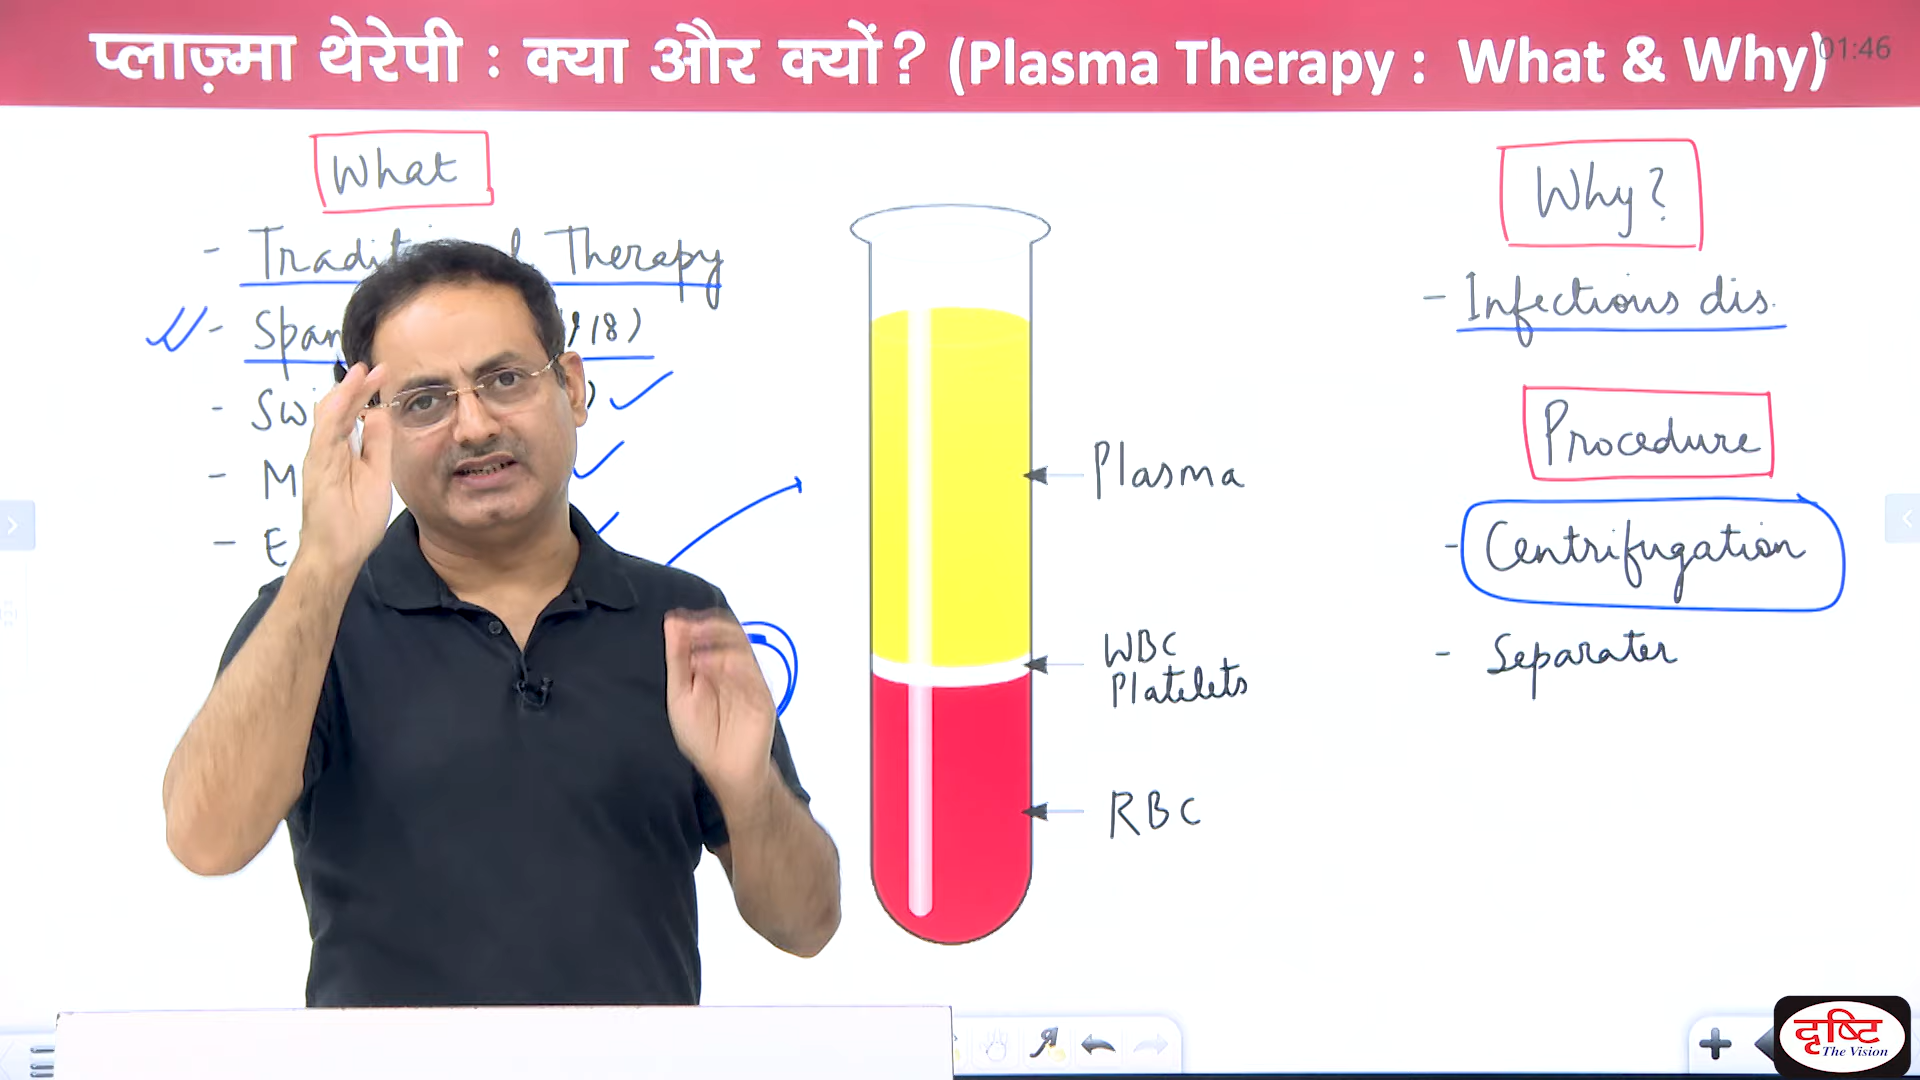 प्लाज़्मा थेरेपी : क्या और क्यों? (Plasma Therapy : What & Why)
01:46
What
- Therapy
- 
- 
Plasma
WBC
Platelets
RBC
Why?
- Infectious dis.
Procedure
- Centrifugation
- Separater
दृष्टि
The Vision